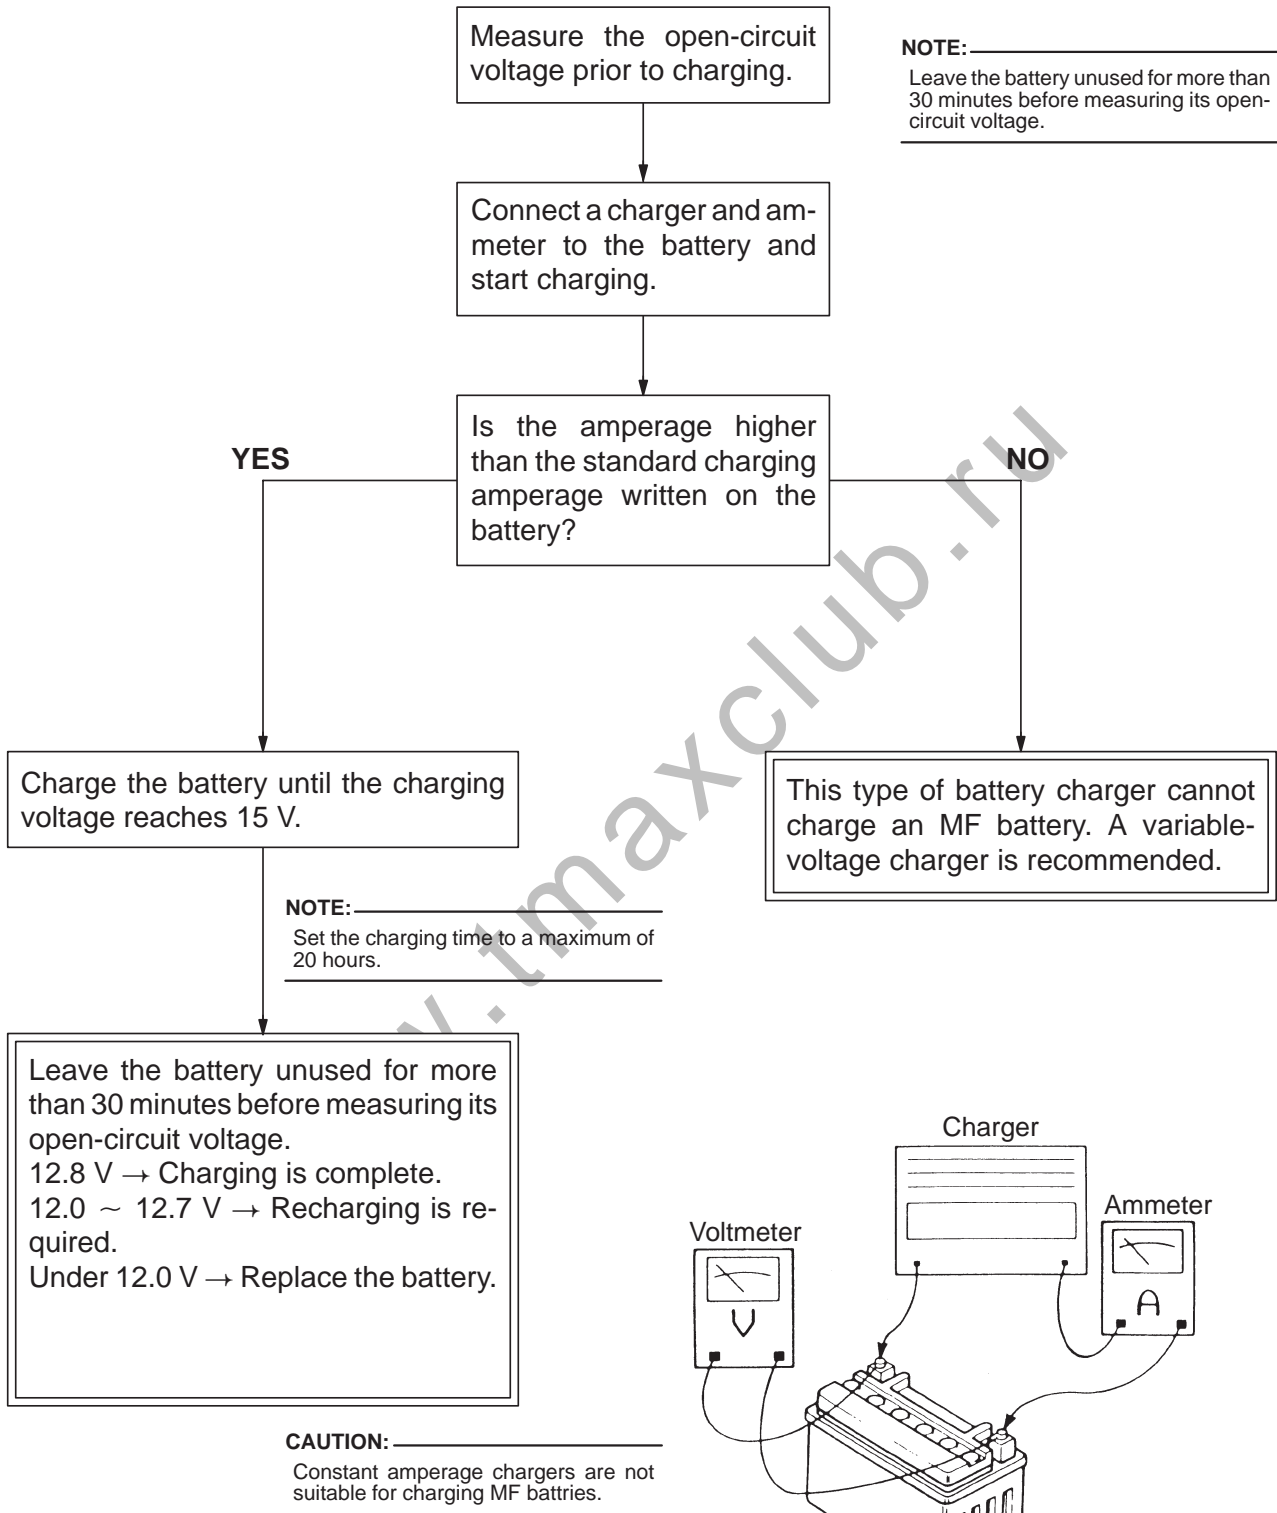 Measure the open-circuit
voltage prior to charging.
NOTE:
Leave the battery unused for more than
30 minutes before measuring its open-
circuit voltage.
Connect a charger and am-
meter to the battery and
start charging.
Is the amperage higher
than the standard charging
amperage written on the
battery?
YES
NO
Charge the battery until the charging
voltage reaches 15 V.
This type of battery charger cannot
charge an MF battery. A variable-
voltage charger is recommended.
NOTE:
Set the charging time to a maximum of
20 hours.
Leave the battery unused for more
than 30 minutes before measuring its
open-circuit voltage.
12.8 V → Charging is complete.
12.0 ~ 12.7 V → Recharging is re-
quired.
Under 12.0 V → Replace the battery.
Charger
Ammeter
Voltmeter
V
A
CAUTION:
Constant amperage chargers are not
suitable for charging MF battries.
.tmaxclub.ru